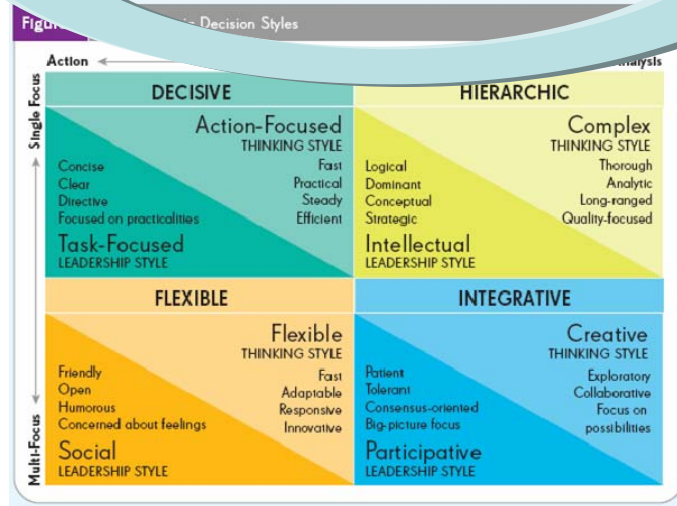 Decision Styles
Action
Single Focus
Multi-Focus
DECISIVE
Action-Focused
THINKING STYLE
Fast
Practical
Steady
Efficient
Concise
Clear
Directive
Focused on practicalities
Task-Focused
LEADERSHIP STYLE
HIERARCHIC
Complex
THINKING STYLE
Thorough
Analytic
Long-ranged
Quality-focused
Logical
Dominant
Conceptual
Strategic
Intellectual
LEADERSHIP STYLE
FLEXIBLE
Flexible
THINKING STYLE
Fast
Adaptable
Responsive
Innovative
Friendly
Open
Humorous
Concerned about feelings
Social
LEADERSHIP STYLE
INTEGRATIVE
Creative
THINKING STYLE
Exploratory
Collaborative
Focus on
possibilities
Patient
Tolerant
Consensus-oriented
Big-picture focus
Participative
LEADERSHIP STYLE